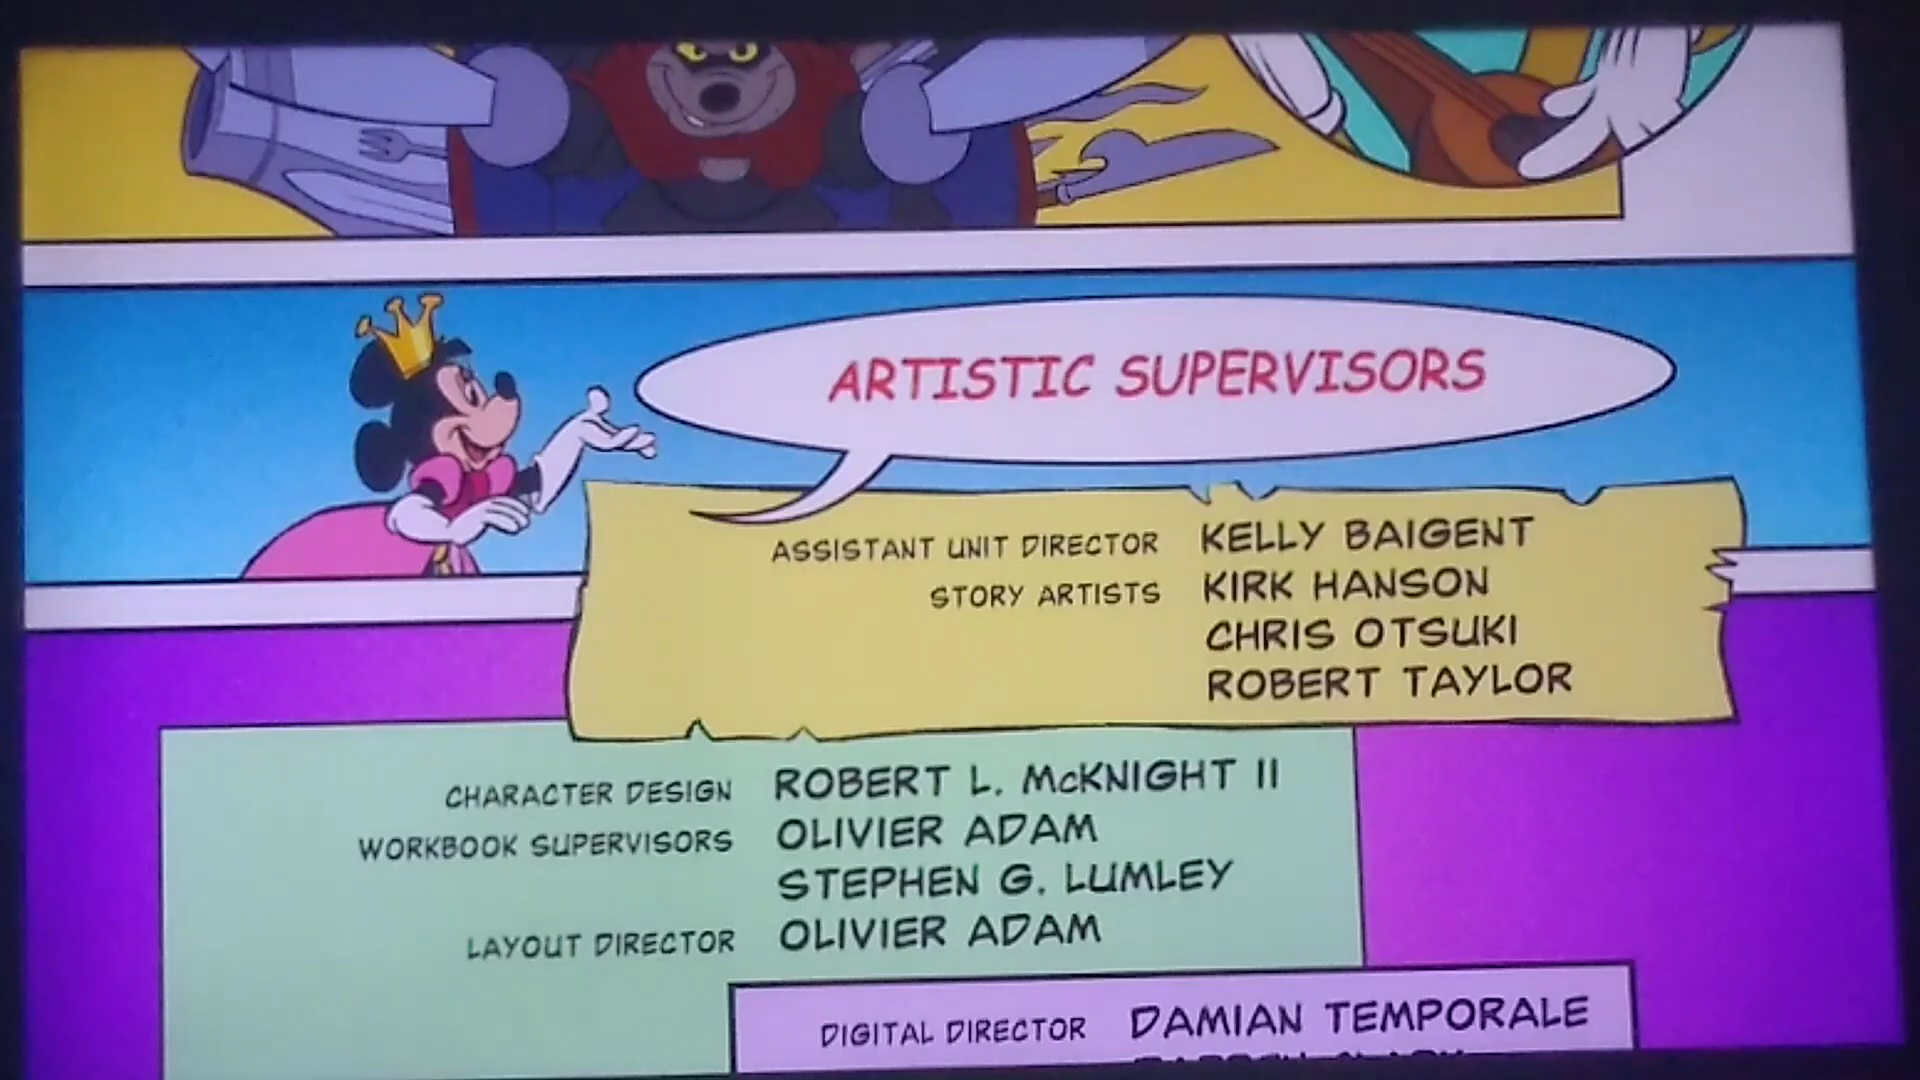 ARTISTIC SUPERVISORS
ASSISTANT UNIT DIRECTOR KELLY BAIGENT
STORY ARTISTS KIRK HANSON
CHRIS OTSUKI
ROBERT TAYLOR
CHARACTER DESIGN ROBERT L. McKNIGHT II
WORKBOOK SUPERVISORS OLIVIER ADAM
STEPHEN G. LUMLEY
LAYOUT DIRECTOR OLIVIER ADAM
DIGITAL DIRECTOR DAMIAN TEMPORALE